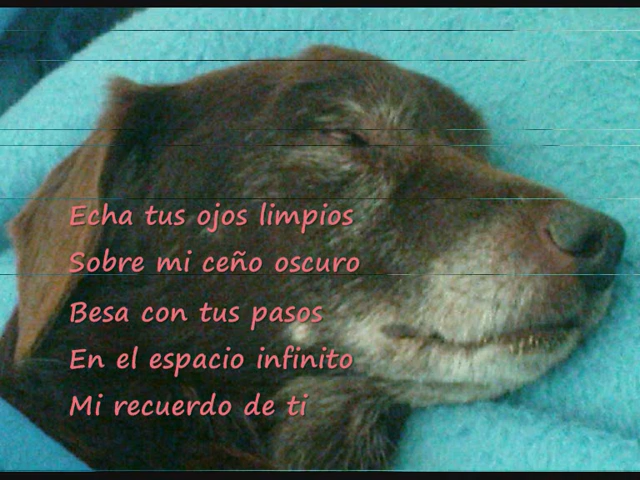 Echa tus ojos limpios
Sobre mi ceño oscuro
Besa con tus pasos
En el espacio infinito
Mi recuerdo de ti